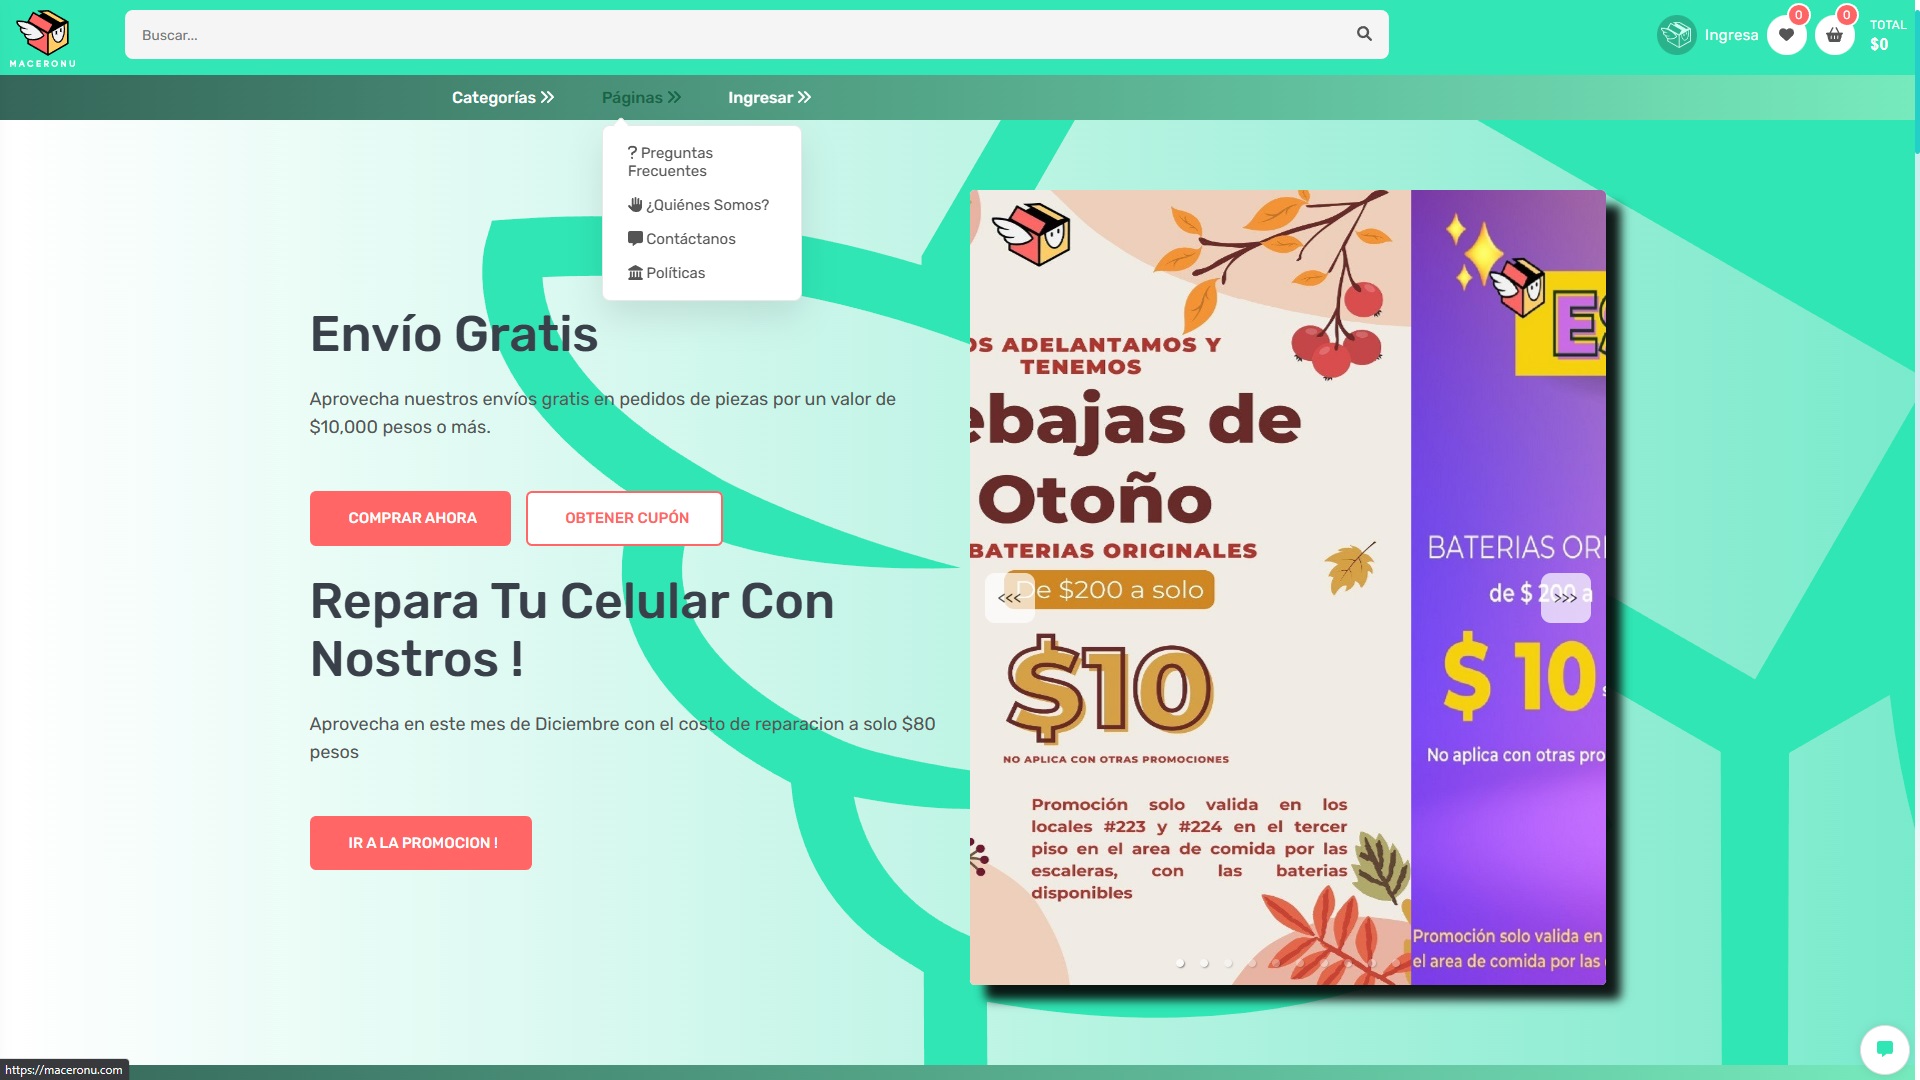 MACERONU
Buscar...
Ingresa
0
0
TOTAL
$0
Categorías
Páginas
Ingresar
? Preguntas
Frecuentes
¿Quiénes Somos?
Contáctanos
Políticas
Envío Gratis
Aprovecha nuestros envíos gratis en pedidos de piezas por un valor de
$10,000 pesos o más.
COMPRAR AHORA
OBTENER CUPÓN
Repara Tu Celular Con
Nostros !
Aprovecha en este mes de Diciembre con el costo de reparacion a solo $80
pesos
IR A LA PROMOCION !
OS ADELANTAMOS Y
TENEMOS
ebajas de
Otoño
BATERIAS ORIGINALES
De $200 a solo
<<<
$10
NO APLICA CON OTRAS PROMOCIONES
Promoción solo valida en los
locales #223 y #224 en el tercer
piso en el area de comida por las
escaleras, con las baterias
disponibles
BATERIAS ORI
de $ 200 a
>>>
$ 10
No aplica con otras pro
Promoción solo valida en
el area de comida por las
https://maceronu.com